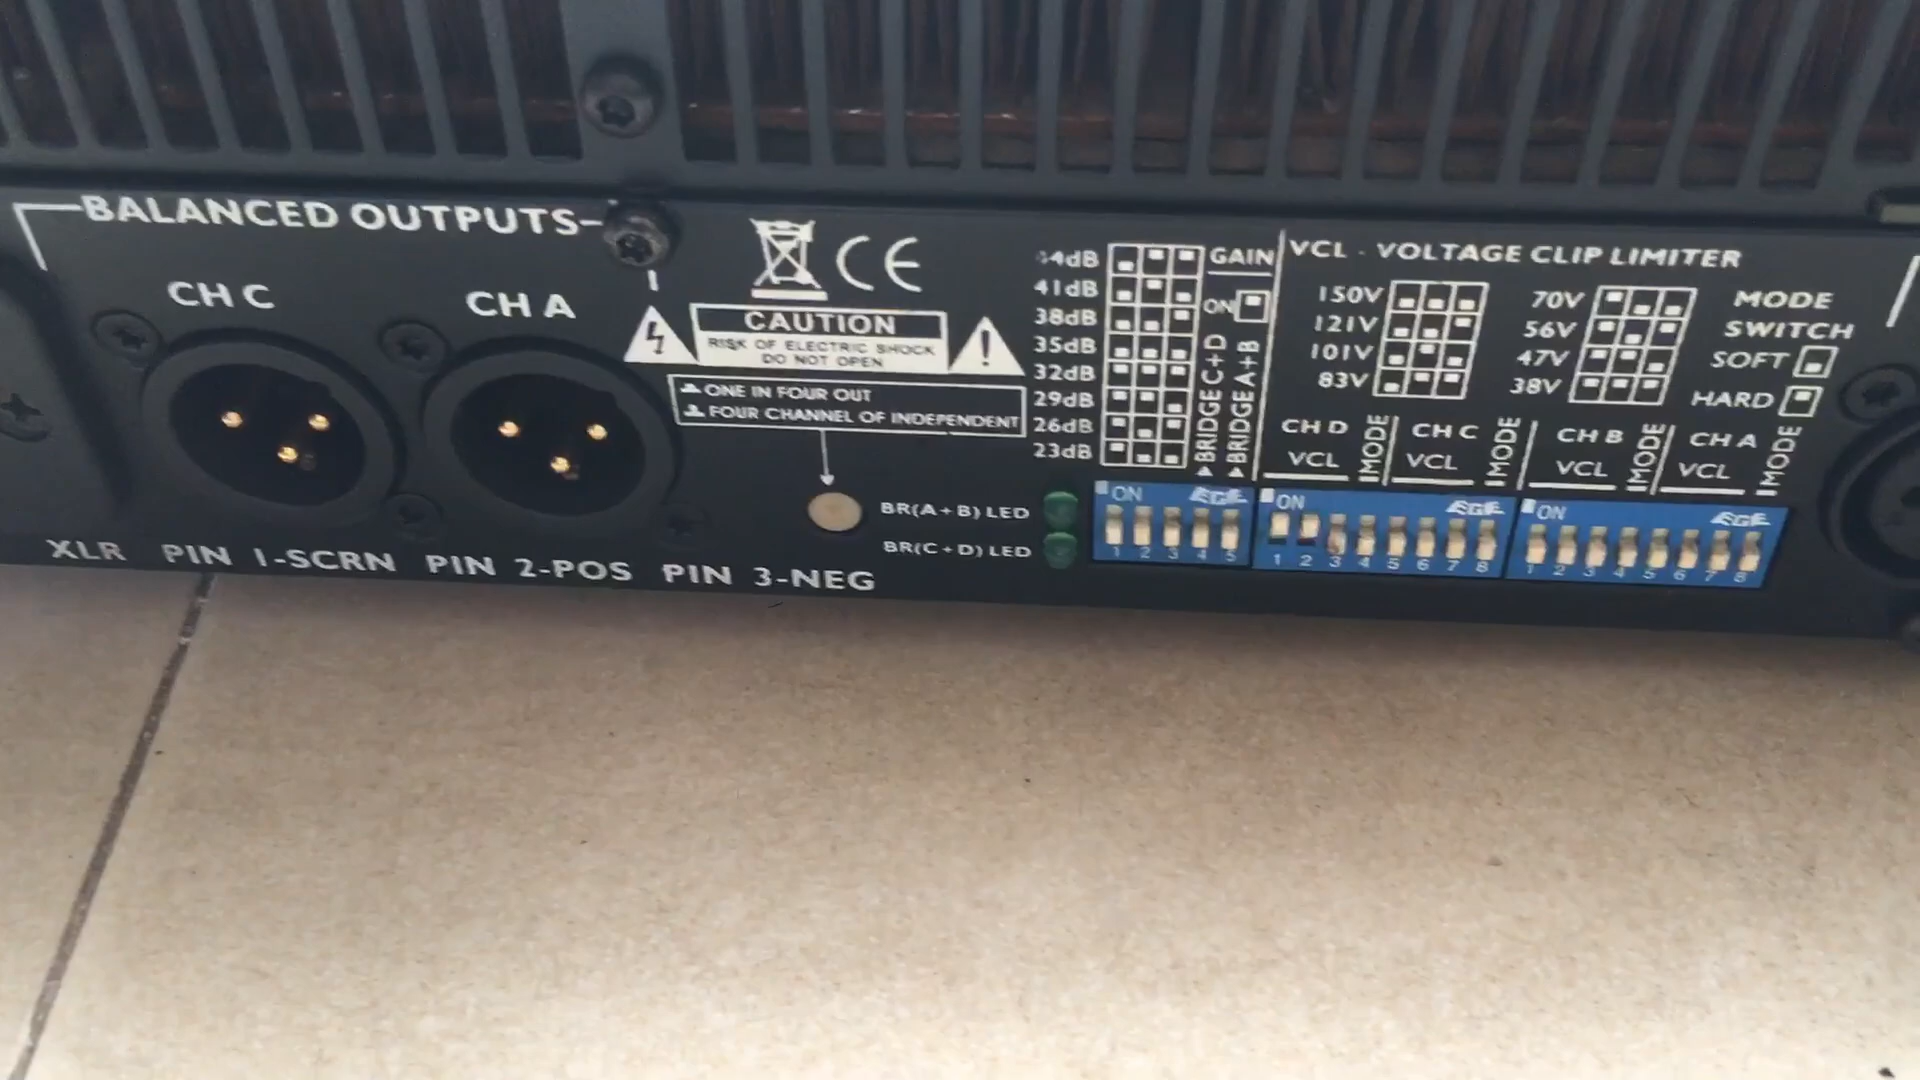 BALANCED OUTPUTS
CH C
CH A
CE
CAUTION
RISK OF ELECTRIC SHOCK
DO NOT OPEN
ONE IN FOUR OUT
FOUR CHANNEL OF INDEPENDENT
BR(A+B) LED
BR(C+D) LED
XLR PIN 1-SCRN PIN 2-POS PIN 3-NEG
GAIN
41dB
38dB
35dB
32dB
29dB
26dB
23dB
ON
BRIDGE C+D
BRIDGE A+B
VCL - VOLTAGE CLIP LIMITER
150V
121V
101V
83V
70V
56V
47V
38V
MODE
SWITCH
SOFT
HARD
CH D
VCL
MODE
CH C
VCL
MODE
CH B
VCL
MODE
CH A
VCL
MODE
ON
1 2 3 4 5
ON
1 2 3 4 5 6 7 8
ON
1 2 3 4 5 6 7 8